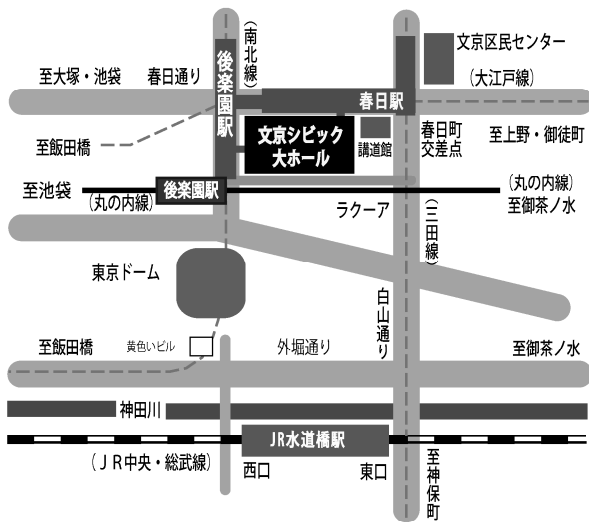 （南北線）
文京区民センター
至大塚・池袋
春日通り
後楽園駅
（大江戸線）
春日駅
至飯田橋
文京シビック
大ホール
講道館
春日町
交差点
至上野・御徒町
至池袋
（丸の内線）
後楽園駅
ラクーア
（丸の内線）
至御茶ノ水
（三田線）
東京ドーム
白山通り
至飯田橋
黄色いビル
外堀通り
至御茶ノ水
神田川
JR水道橋駅
（ＪＲ中央・総武線）
西口
東口
至神保町